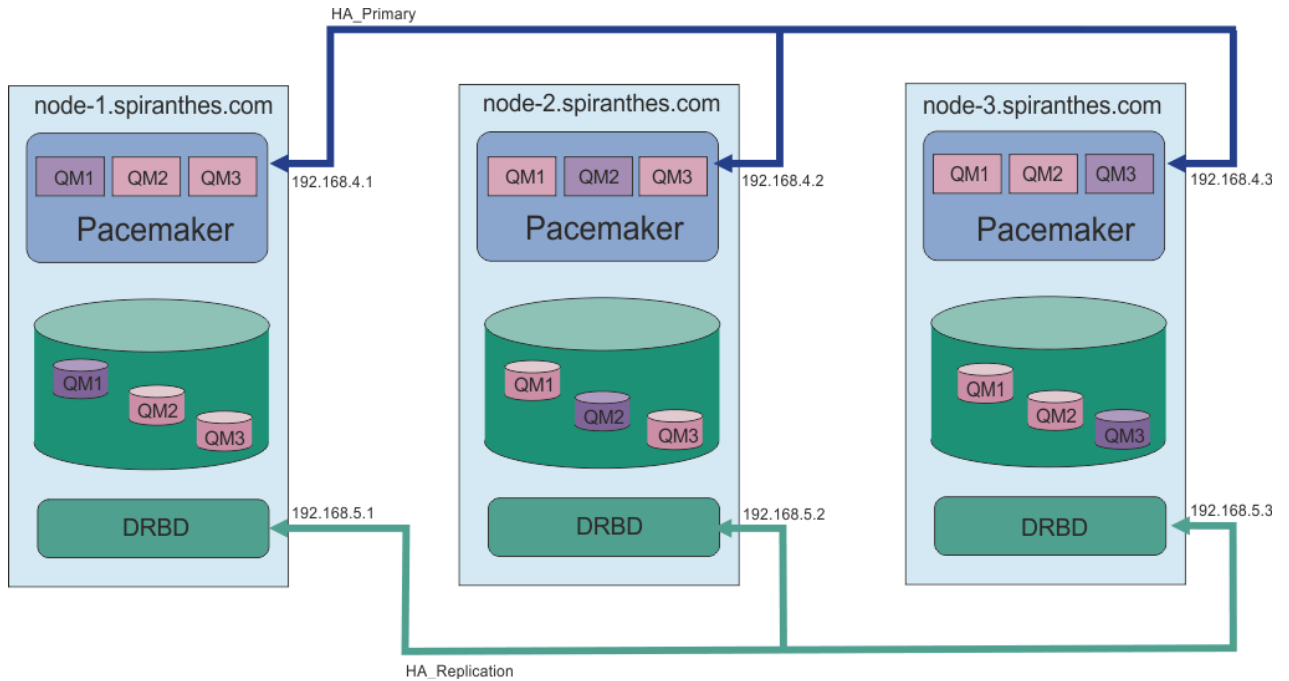 HA_Primary
node-1.spiranthes.com
QM1 QM2 QM3
Pacemaker
192.168.4.1
QM1
QM2
QM3
DRBD
192.168.5.1
node-2.spiranthes.com
QM1 QM2 QM3
Pacemaker
192.168.4.2
QM1
QM2
QM3
DRBD
192.168.5.2
node-3.spiranthes.com
QM1 QM2 QM3
Pacemaker
192.168.4.3
QM1
QM2
QM3
DRBD
192.168.5.3
HA_Replication